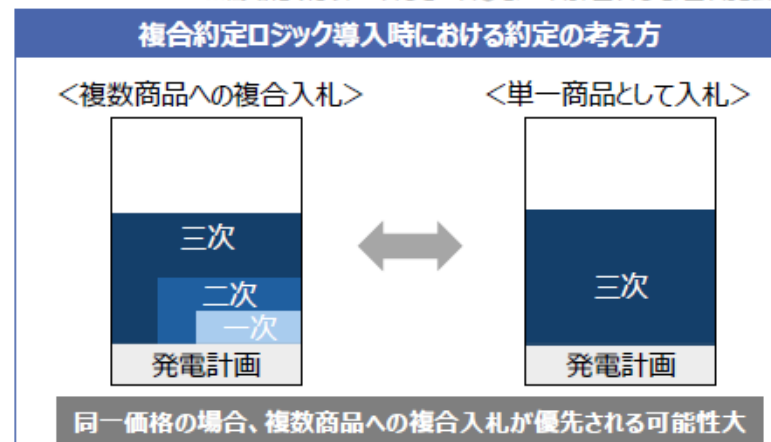 複合約定ロジック導入時における約定の考え方
＜複数商品への複合入札＞
＜単一商品として入札＞
三次
二次
一次
発電計画
三次
発電計画
同一価格の場合、複数商品への複合入札が優先される可能性大